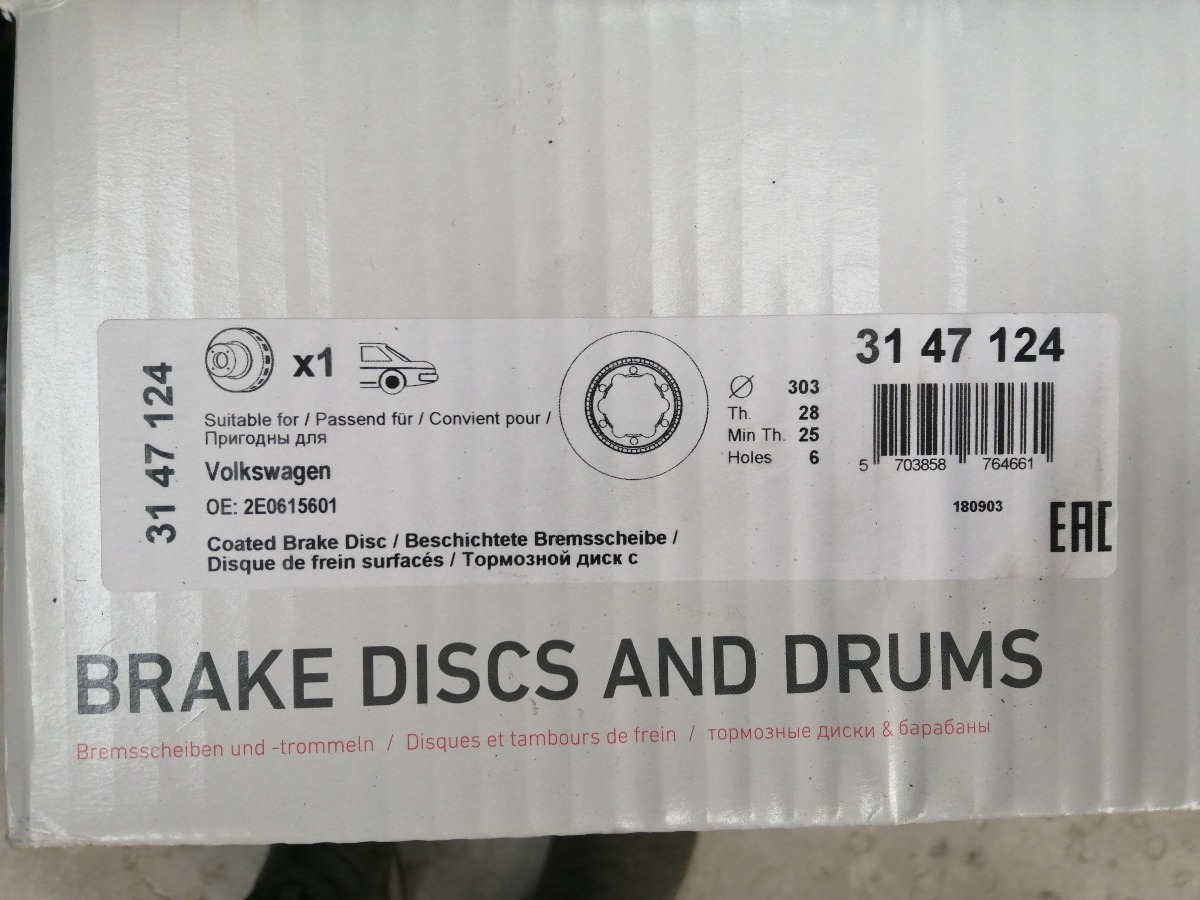 31 47 124
x1
Suitable for / Passend für / Convient pour /
Пригодны для
Volkswagen
OE: 2E0615601
Coated Brake Disc / Beschichtete Bremsscheibe /
Disque de frein surfacés / Тормозной диск с
∅ 303
Th. 28
Min Th. 25
Holes 6
31 47 124
5 703858 764661
180903
EAC
BRAKE DISCS AND DRUMS
Bremsscheiben und -trommeln / Disques et tambours de frein / тормозные диски & барабаны